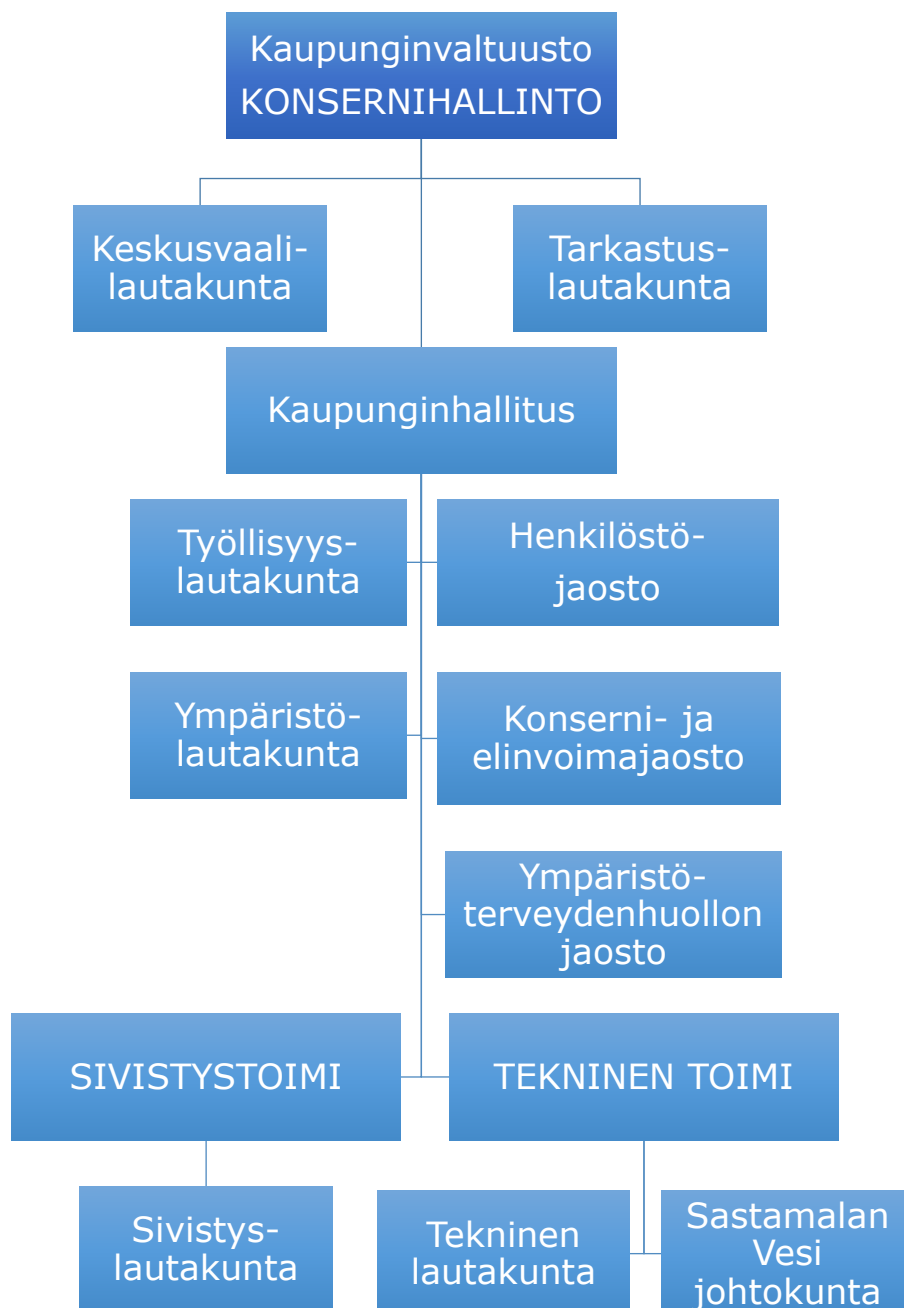 Kaupunginvaltuusto
KONSERNIHALLINTO
Keskusvaali-
lautakunta
Tarkastus-
lautakunta
Kaupunginhallitus
Työllisyys-
lautakunta
Henkilöstö-
jaosto
Ympäristö-
lautakunta
Konserni- ja
elinvoimajaosto
Ympäristö-
terveydenhuollon
jaosto
SIVISTYSTOIMI
TEKNINEN TOIMI
Sivistys-
lautakunta
Tekninen
lautakunta
Sastamalan
Vesi
johtokunta